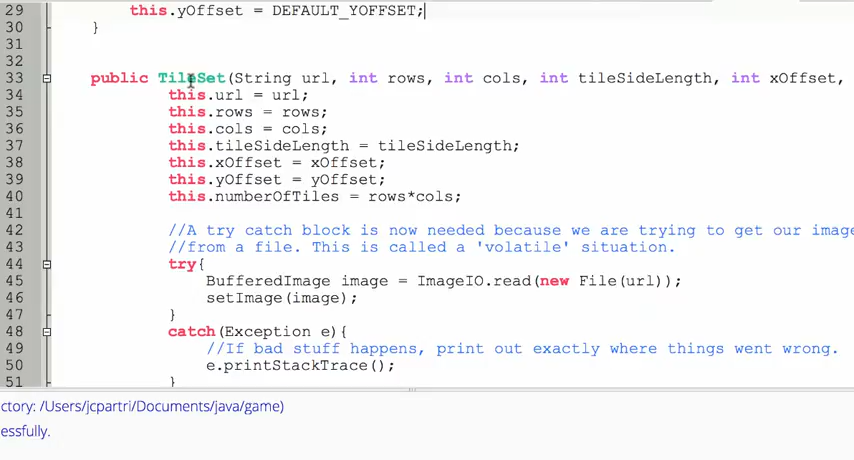 29 this.yOffset = DEFAULT_YOFFSET;
30 }
31
32
33 public TileSet(String url, int rows, int cols, int tileSideLength, int xOffset,
34 this.url = url;
35 this.rows = rows;
36 this.cols = cols;
37 this.tileSideLength = tileSideLength;
38 this.xOffset = xOffset;
39 this.yOffset = yOffset;
40 this.numberOfTiles = rows*cols;
41
42 //A try catch block is now needed because we are trying to get our image
43 //from a file. This is called a 'volatile' situation.
44 try{
45 BufferedImage image = ImageIO.read(new File(url));
46 setImage(image);
47 }
48 catch(Exception e){
49 //If bad stuff happens, print out exactly where things went wrong.
50 e.printStackTrace();
51 }
ctory: /Users/jcpartri/Documents/java/game)
essfully.